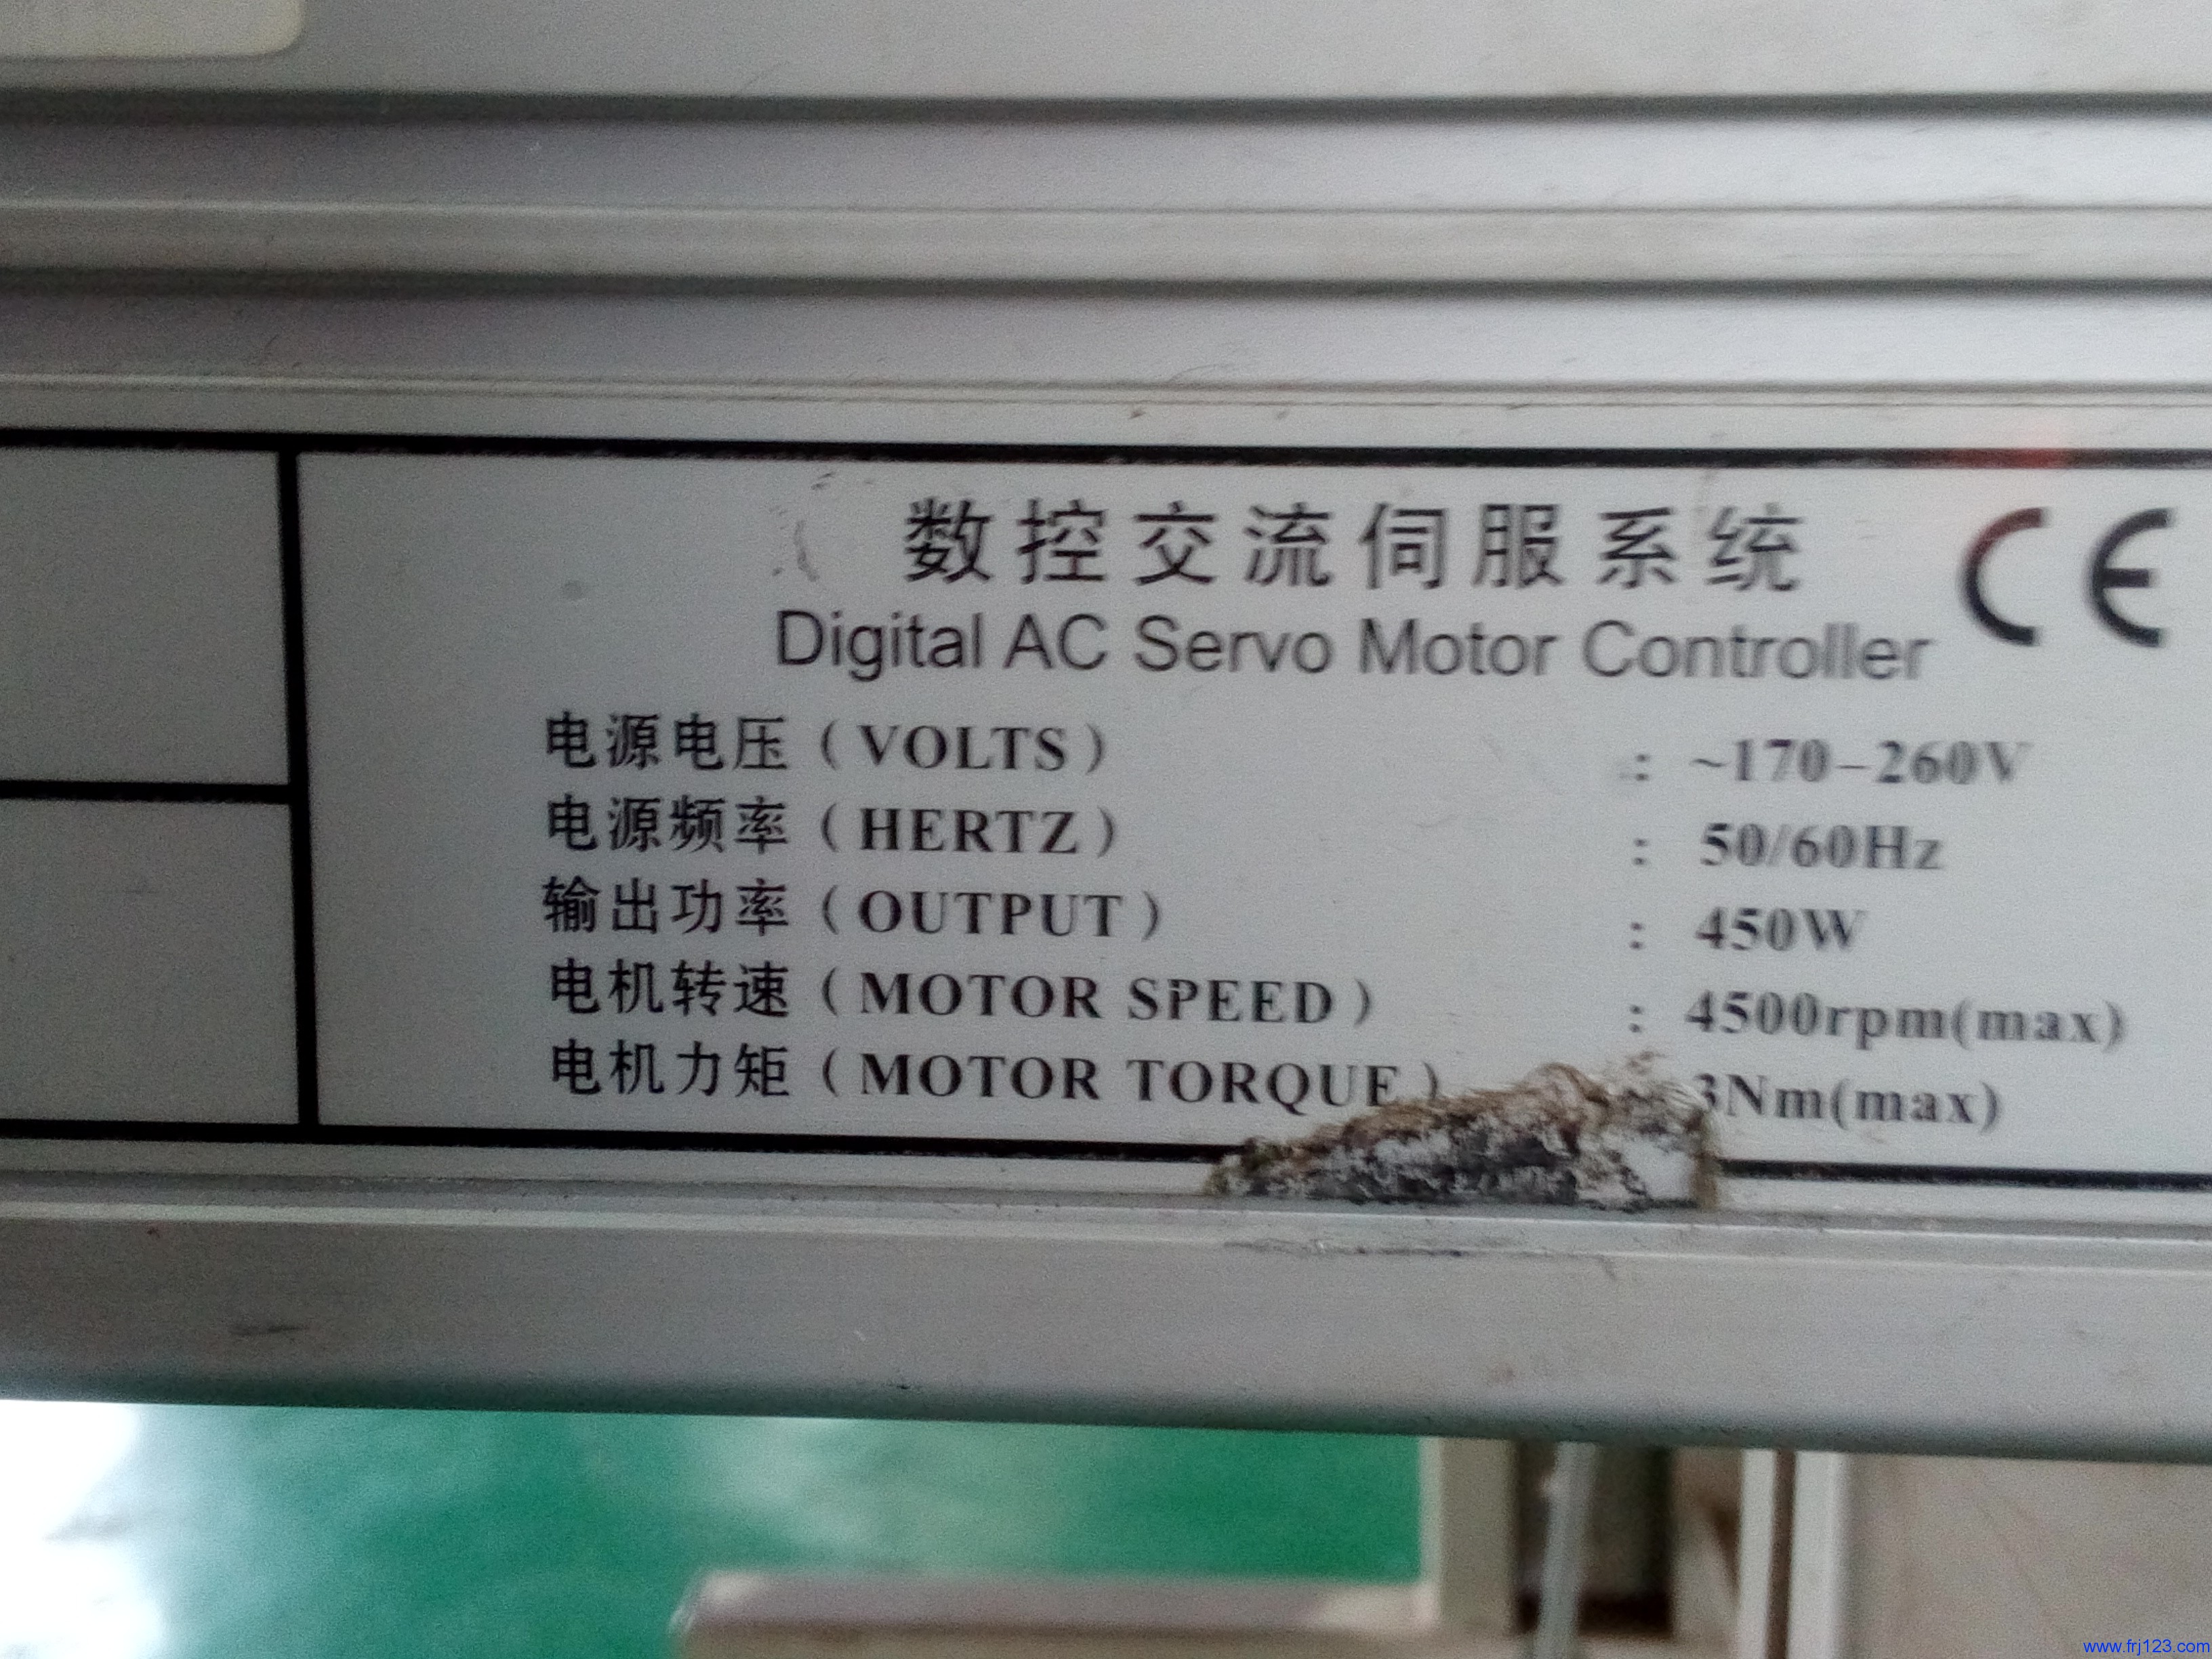 数控交流伺服系统 CE
Digital AC Servo Motor Controller
电源电压（VOLTS） : ~170-260V
电源频率（HERTZ） : 50/60Hz
输出功率（OUTPUT） : 450W
电机转速（MOTOR SPEED） : 4500rpm(max)
电机力矩（MOTOR TORQUE） 3Nm(max)
www.frj123.com